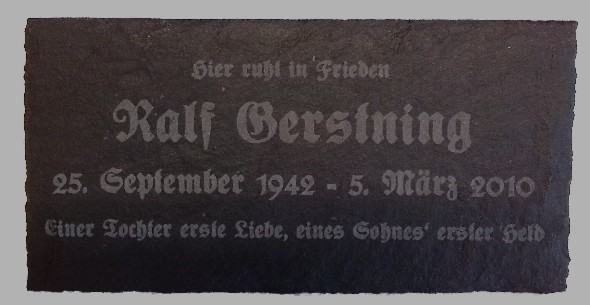 Hier ruht in Frieden
Ralf Gerstning
25. September 1942 - 5. März 2010
Einer Tochter erste Liebe, eines Sohnes' erster Held